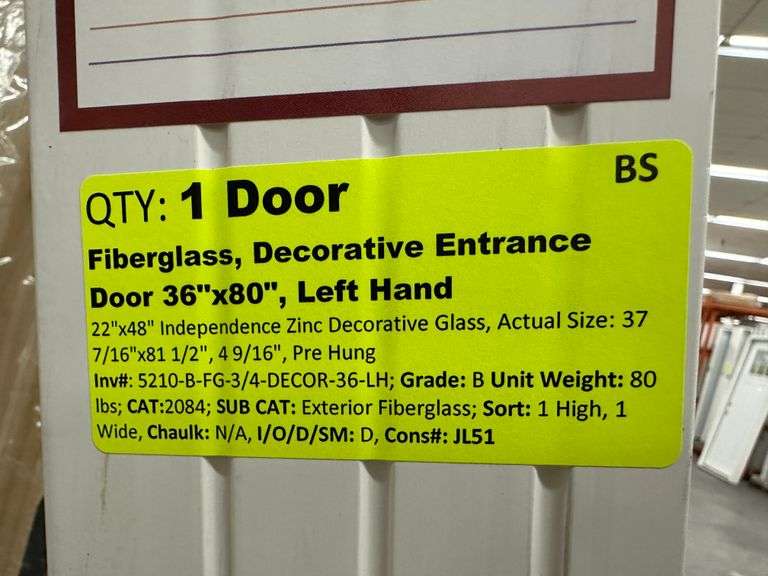 BS
QTY: 1 Door
Fiberglass, Decorative Entrance
Door 36"x80", Left Hand
22"x48" Independence Zinc Decorative Glass, Actual Size: 37
7/16"x81 1/2", 4 9/16", Pre Hung
Inv#: 5210-B-FG-3/4-DECOR-36-LH; Grade: B Unit Weight: 80
lbs; CAT:2084; SUB CAT: Exterior Fiberglass; Sort: 1 High, 1
Wide, Chaulk: N/A, I/O/D/SM: D, Cons#: JL51